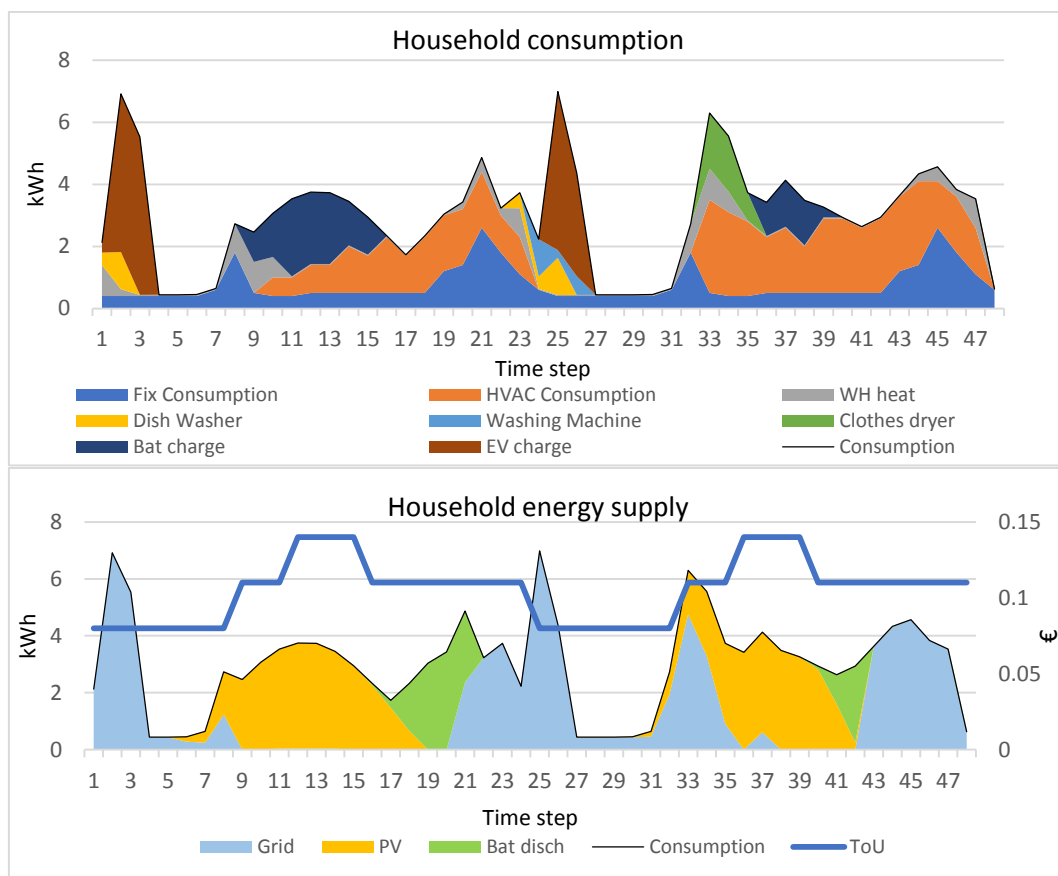 Household consumption
8
6
4
2
0
kWh
1 3 5 7 9 11 13 15 17 19 21 23 25 27 29 31 33 35 37 39 41 43 45 47
Time step
Fix Consumption HVAC Consumption WH heat
Dish Washer Washing Machine Clothes dryer
Bat charge EV charge Consumption
Household energy supply
8 0.15
6
0.1
4
0.05
2
0 0
kWh
€
1 3 5 7 9 11 13 15 17 19 21 23 25 27 29 31 33 35 37 39 41 43 45 47
Time step
Grid PV Bat disch Consumption ToU